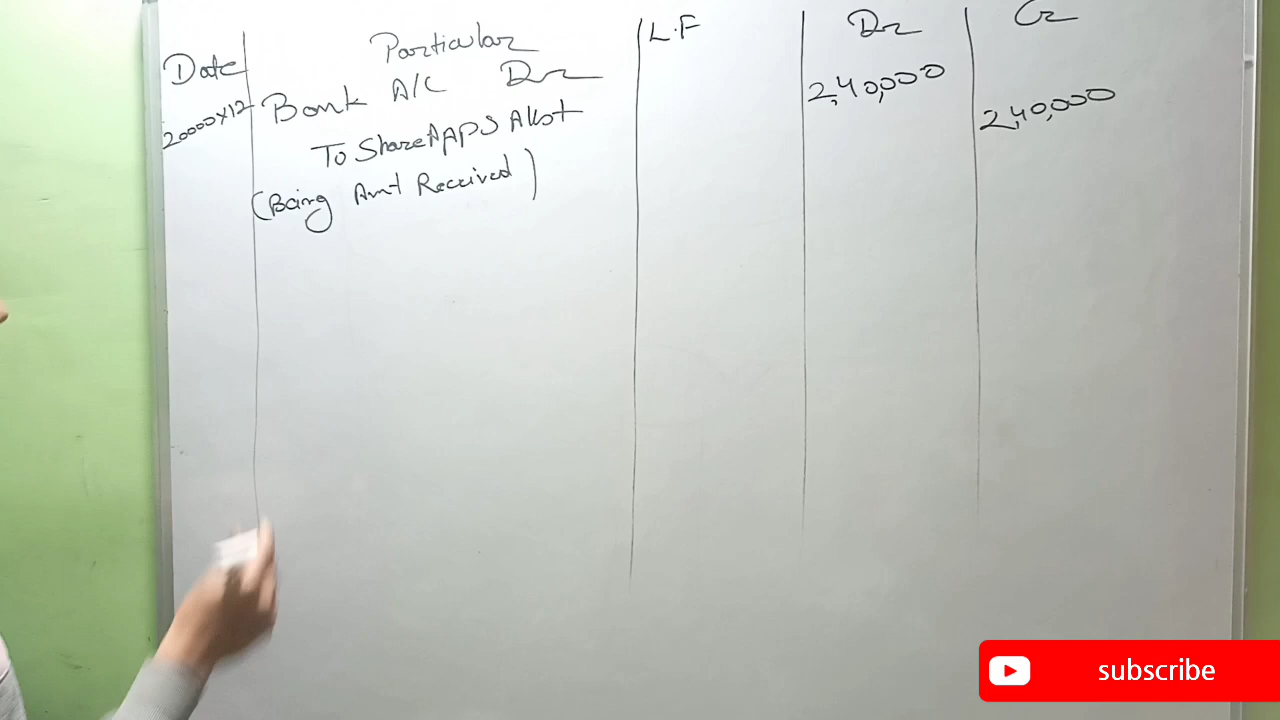 Date Particular L.F Dr Cr
Bank A/C Dr 2,40,000
20000x12 To Share APPS Allot 2,40,000
(Being Amt Received)
subscribe